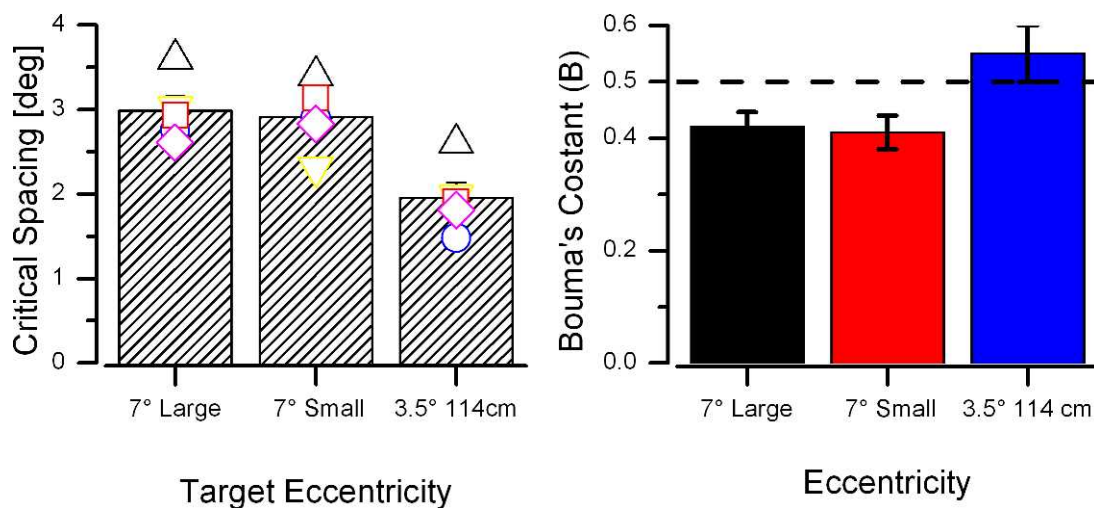 Critical Spacing [deg]
4
3
2
1
0
7° Large
7° Small
3.5° 114cm
Target Eccentricity
Bouma's Costant (B)
0.6
0.5
0.4
0.2
0.0
7° Large
7° Small
3.5° 114 cm
Eccentricity